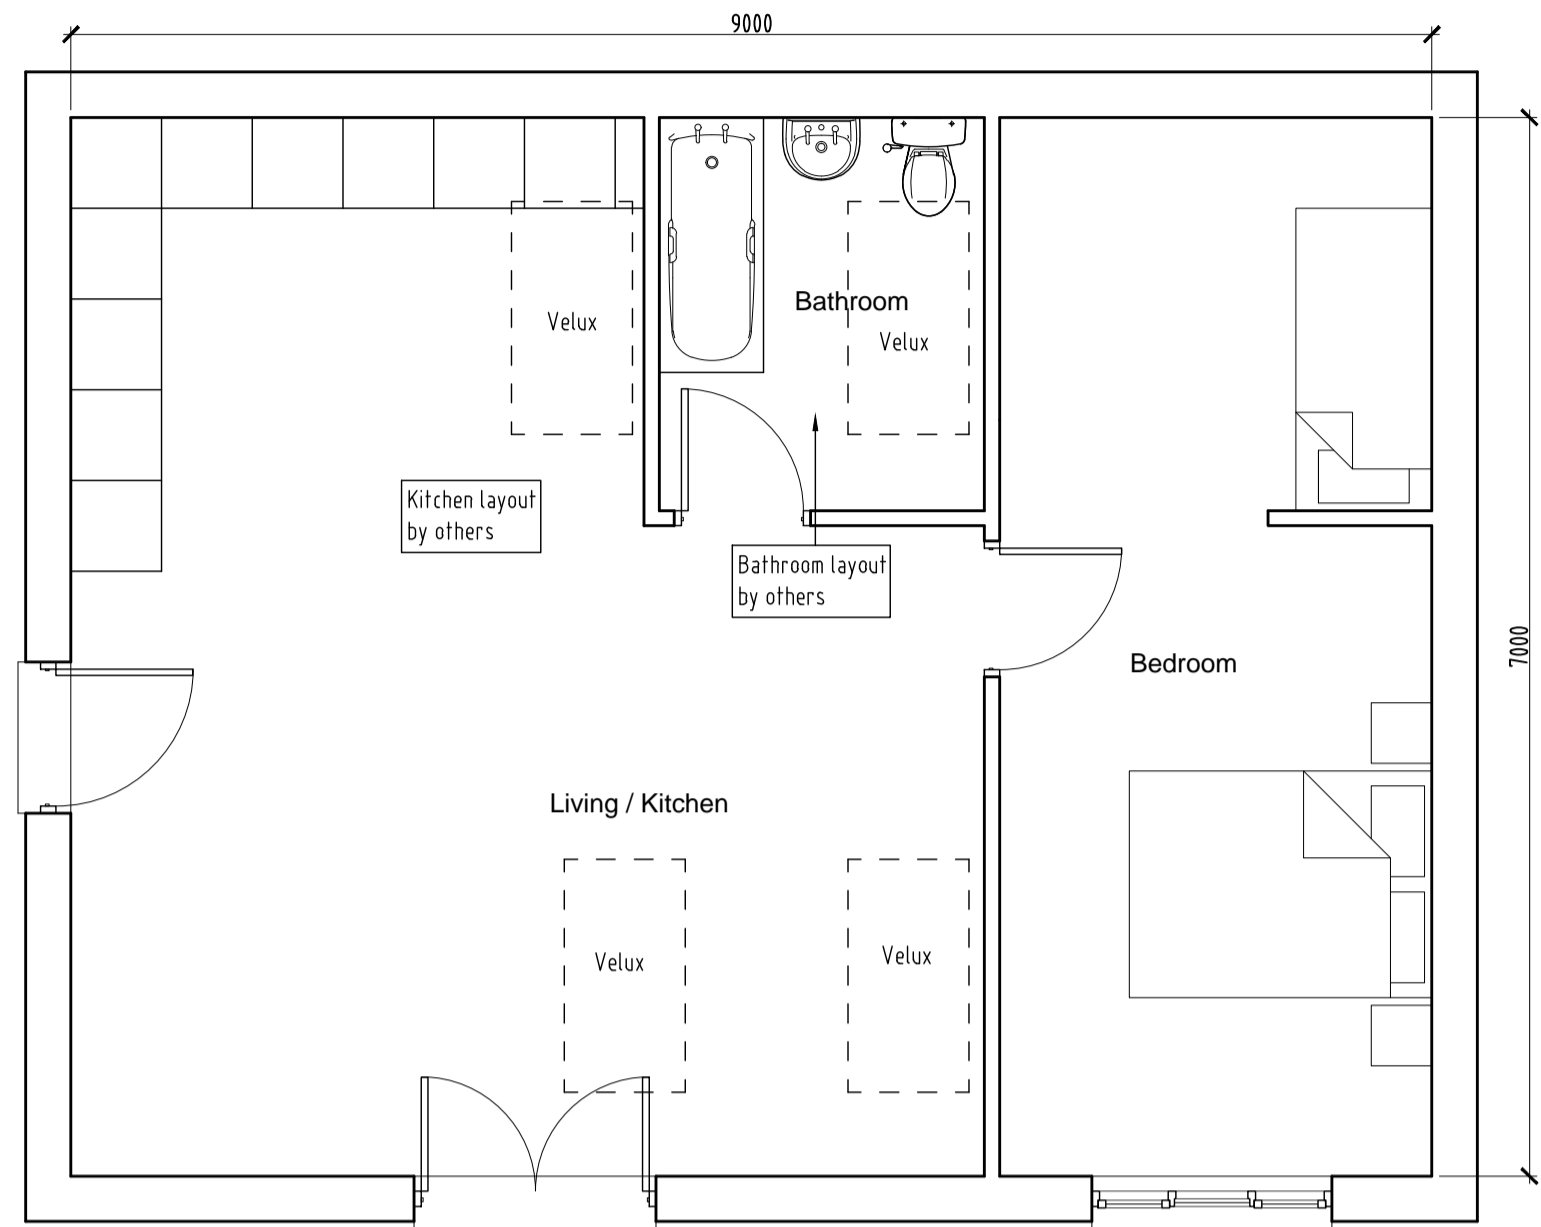 9000
Velux
Bathroom
Velux
Kitchen layout
by others
Bathroom layout
by others
7000
Bedroom
Living / Kitchen
Velux
Velux